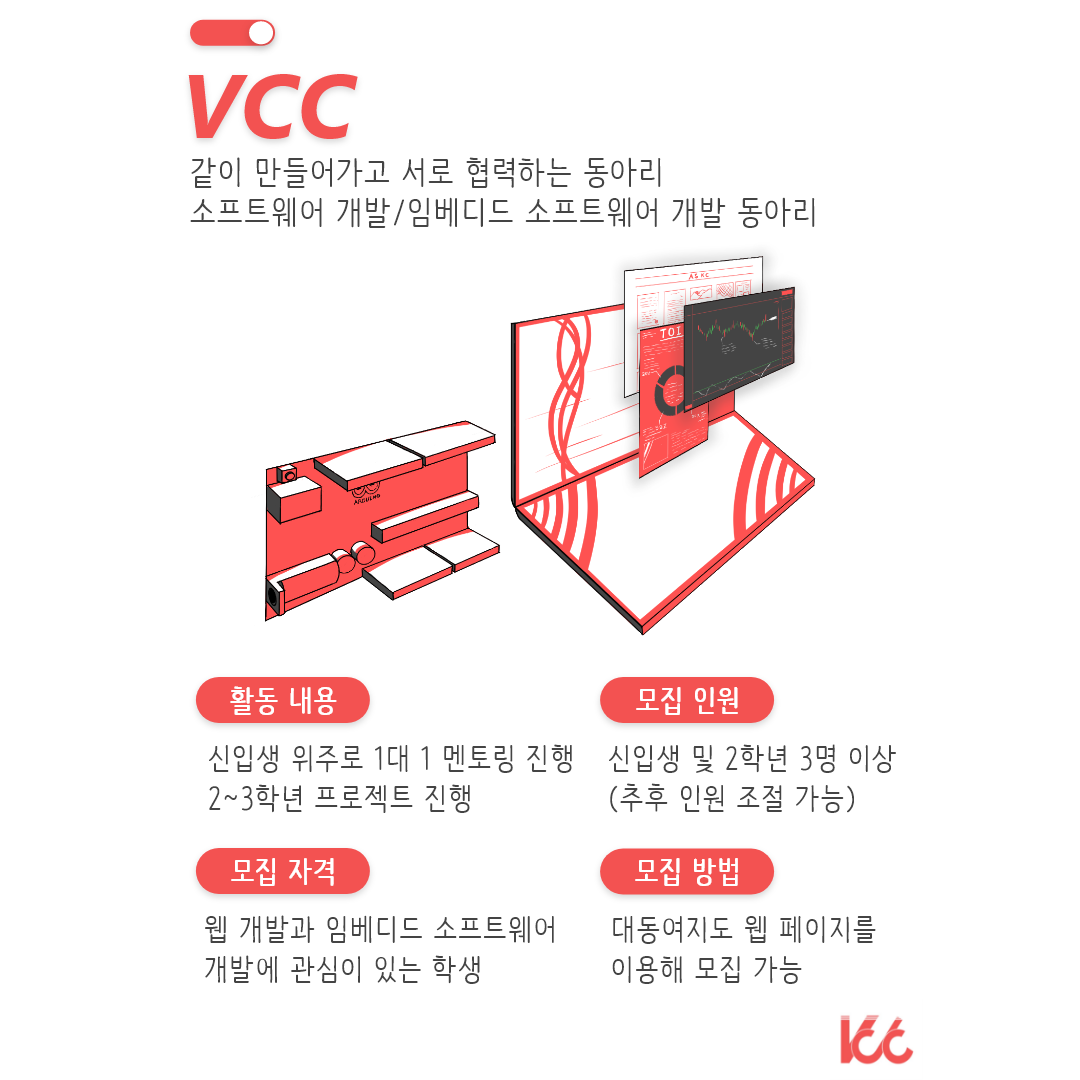 VCC
같이 만들어가고 서로 협력하는 동아리
소프트웨어 개발/임베디드 소프트웨어 개발 동아리
ARDUINO
활동 내용
신입생 위주로 1대 1 멘토링 진행
2~3학년 프로젝트 진행
모집 인원
신입생 및 2학년 3명 이상
(추후 인원 조절 가능)
모집 자격
웹 개발과 임베디드 소프트웨어
개발에 관심이 있는 학생
모집 방법
대동여지도 웹 페이지를
이용해 모집 가능
VCC